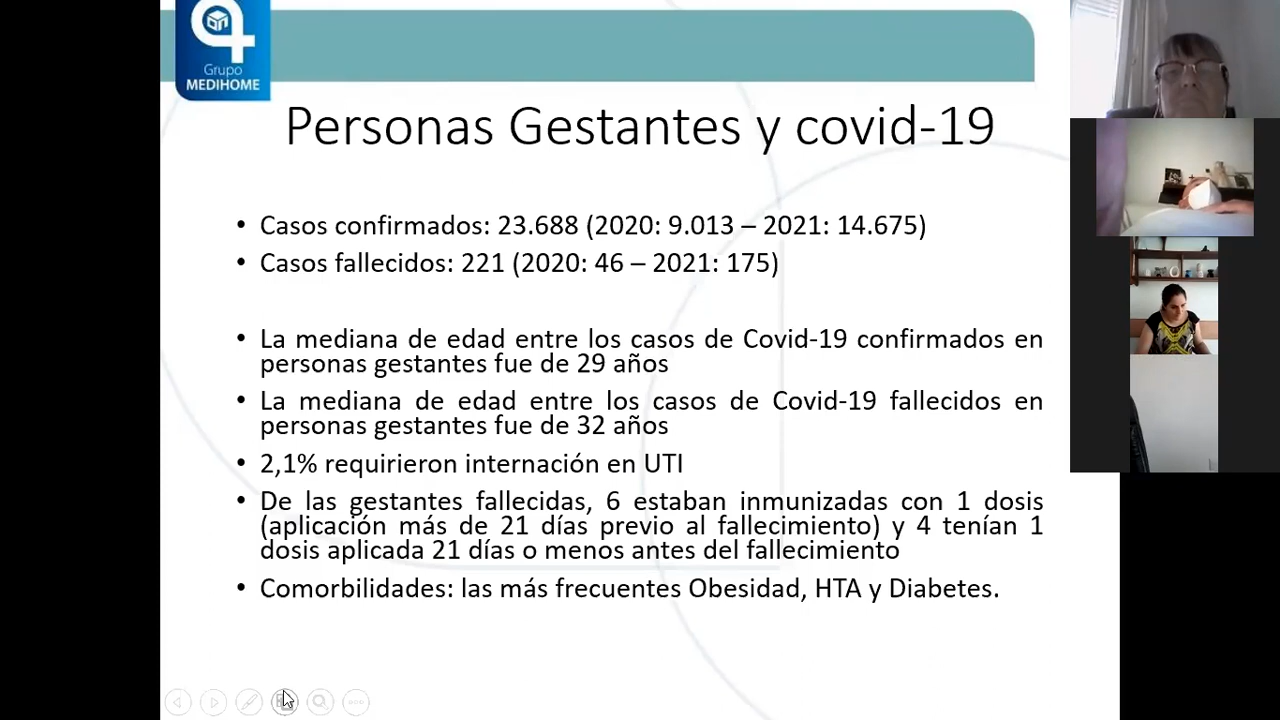 Grupo
MEDIHOME
Personas Gestantes y covid-19
• Casos confirmados: 23.688 (2020: 9.013 – 2021: 14.675)
• Casos fallecidos: 221 (2020: 46 – 2021: 175)
• La mediana de edad entre los casos de Covid-19 confirmados en
personas gestantes fue de 29 años
• La mediana de edad entre los casos de Covid-19 fallecidos en
personas gestantes fue de 32 años
• 2,1% requirieron internación en UTI
• De las gestantes fallecidas, 6 estaban inmunizadas con 1 dosis
(aplicación más de 21 días previo al fallecimiento) y 4 tenían 1
dosis aplicada 21 días o menos antes del fallecimiento
• Comorbilidades: las más frecuentes Obesidad, HTA y Diabetes.